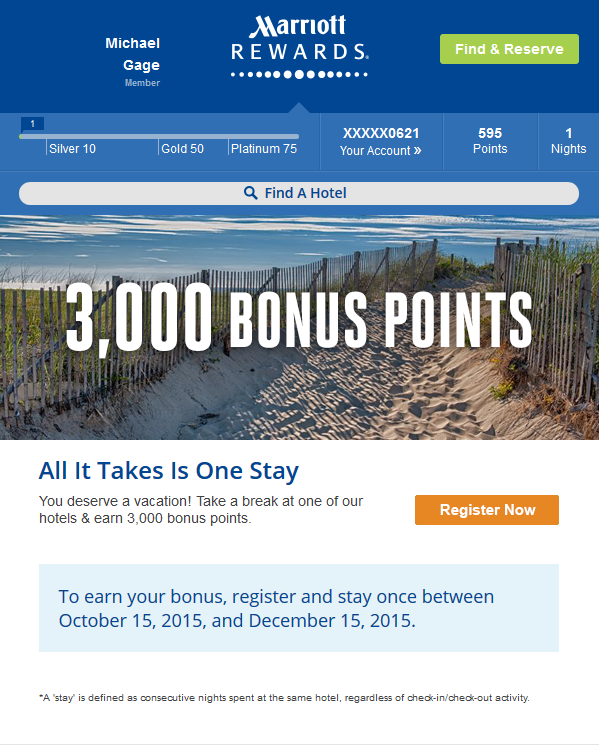 Michael
Gage
Member
Marriott
REWARDS.
Find & Reserve
1
Silver 10
Gold 50
Platinum 75
XXXXX0621
Your Account »
595
Points
1
Nights
Find A Hotel
3,000 BONUS POINTS
All It Takes Is One Stay
You deserve a vacation! Take a break at one of our
hotels & earn 3,000 bonus points.
Register Now
To earn your bonus, register and stay once between
October 15, 2015, and December 15, 2015.
*A 'stay' is defined as consecutive nights spent at the same hotel, regardless of check-in/check-out activity.